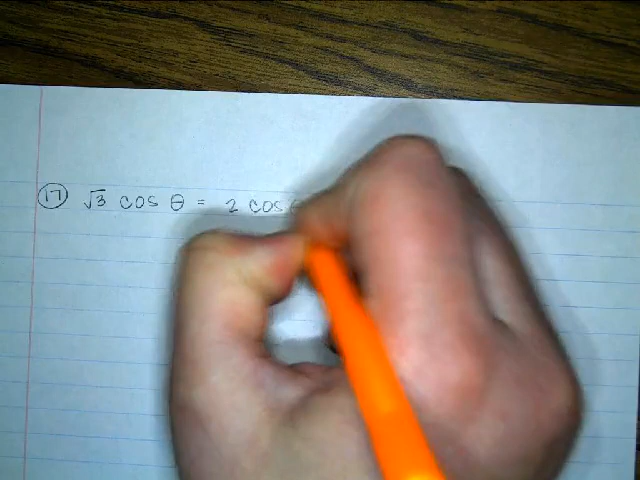 17 √3 cos θ = 2 cos